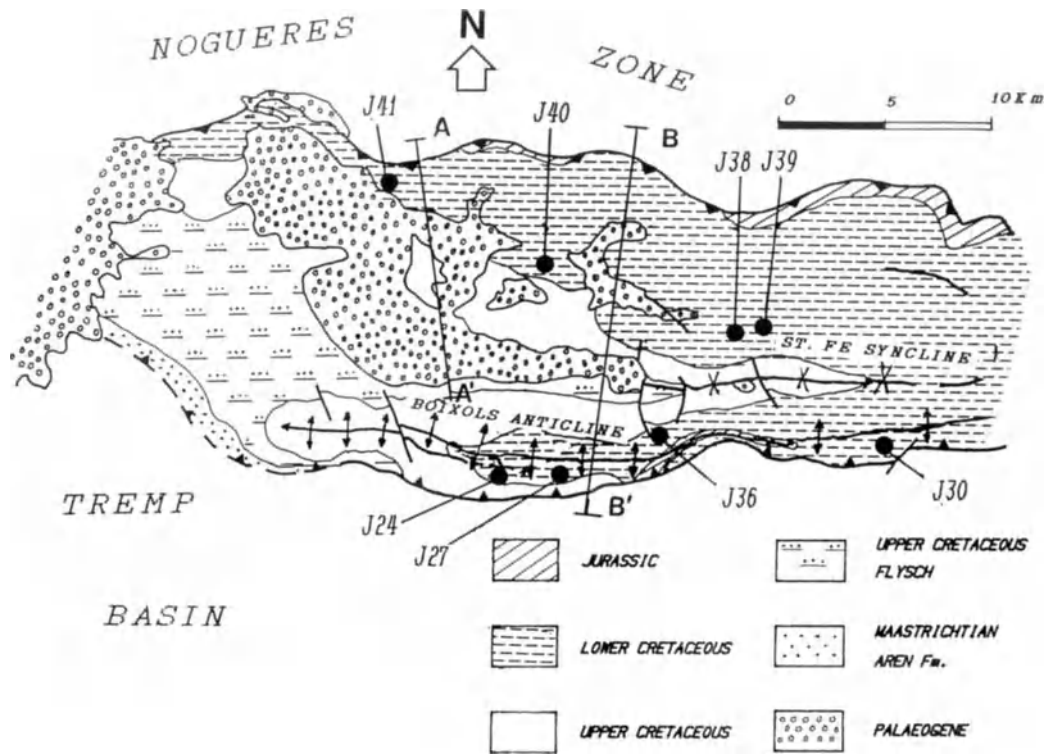 NOGUERES
ZONE
N
0 5 10 Km
J41
A
J40
B
J38
J39
ST. FE SYNCLINE
A'
BOIXOLS ANTICLINE
J24
J27
B'
J36
J30
TREMP
BASIN
JURASSIC
LOWER CRETACEOUS
UPPER CRETACEOUS
UPPER CRETACEOUS
FLYSCH
MAASTRICHTIAN
AREN Fm.
PALAEOGENE